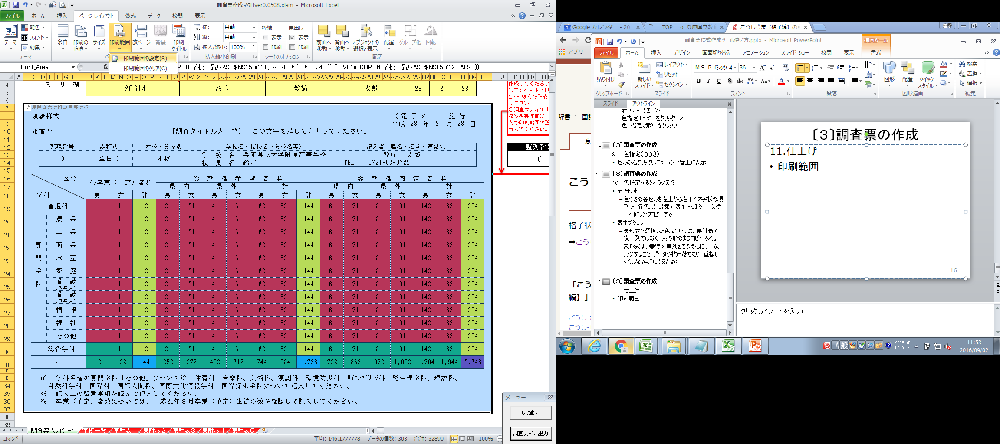 調査票作成マクロver0.0508.xlsm - Microsoft Excel
ファイル ホーム 挿入 ページ レイアウト 数式 データ 校閲 表示
テーマ 配色 フォント 効果
余白 印刷の向き サイズ 印刷範囲 改ページ 背景 印刷タイトル
横: 自動
縦: 自動
拡大/縮小: 100%
枠線 見出し
表示 表示
印刷 印刷
前面へ移動 背面へ移動 オブジェクトの選択と表示 配置 グループ化 回転
テーマ 拡大縮小印刷 シートのオプション 配置
印刷範囲の設定(S)
印刷範囲のクリア(C)
Print_Area fx P(J4,学校一覧!$A$2:$N$1500,11,FALSE))&" "&IF(J4="","",VLOOKUP(J4,学校一覧!$A$2:$N$1500,2,FALSE))
入 力 欄 120614 鈴木 教諭 太郎 28 2 28
作成してください
〇アンケート・調
は……線内で作成
ください。
〇調査ファイル出
タンを押す前に…
内で印刷範囲の設
行ってください。
兵庫県立大学附属高等学校
別紙様式 (電子メール施行)
平成 28 年 2 月 28 日
調査票 【調査タイトル入力枠】…この文字を消して入力してください。
整理番号 課程別 本校・分校別 学校名・校長名(分校名等) 記入者 職名・名前・連絡先
0 全日制 本校 学 校 名 兵庫県立大学附属高等学校 教諭・太郎
校 長 名 鈴木 TEL 0791-58-0722
整列番号
0
区分 学科 ①卒業(予定)者数 ② 就 職 希 望 者 数 ③ 就 職 内 定 者 数
県 内 県 外 計 県 内 県 外 計
男 女 計 男 女 男 女 男 女 計 男 女 男 女 男 女 計
普通科 1 11 12 21 31 41 51 62 82 144 61 71 81 91 142 162 304
専門学科
農 業 1 11 12 21 31 41 51 62 82 144 61 71 81 91 142 162 304
工 業 1 11 12 21 31 41 51 62 82 144 61 71 81 91 142 162 304
商 業 1 11 12 21 31 41 51 62 82 144 61 71 81 91 142 162 304
水 産 1 11 12 21 31 41 51 62 82 144 61 71 81 91 142 162 304
家 庭 1 11 12 21 31 41 51 62 82 144 61 71 81 91 142 162 304
看 護(3年次) 1 11 12 21 31 41 51 62 82 144 61 71 81 91 142 162 304
看 護(5年次) 1 11 12 21 31 41 51 62 82 144 61 71 81 91 142 162 304
情 報 1 11 12 21 31 41 51 62 82 144 61 71 81 91 142 162 304
福 祉 1 11 12 21 31 41 51 62 82 144 61 71 81 91 142 162 304
その他 1 11 12 21 31 41 51 62 82 144 61 71 81 91 142 162 304
総合学科 1 11 12 21 31 41 51 62 82 144 61 71 81 91 142 162 304
計 12 132 144 252 372 492 612 744 984 1,728 732 852 972 1,092 1,704 1,944 3,648
※ 学科名欄の専門学科「その他」については、体育科、音楽科、美術科、演劇科、環境防災科、ｻｲｴﾝｽﾘｻｰﾁ科、総合理学科、理数科、
自然科学科、国際科、国際人間科、国際文化情報学科、国際探求学科について記入してください。
※ 記入上の留意事項を読んで記入してください。
※ 卒業(予定)者数については、平成28年3月卒業(予定)生徒の数を確認して記入してください。
メニュー
はじめに
調査ファイル出力
調査票入力シート 学校一覧 集計表1 集計表2 集計表3 集計表4 集計表5
コマンド 平均: 146.1777778 データの個数: 303 合計: 32890 100%
Google カレンダー - 20 = TOP = of 兵庫県立教 こうしじま【格子縞】の意
アプリ
辞書 > 国
意
こう
格子状
⇒こう
「こう
縞】」
ごうし-
こうし-
調査票様式作成ツール使い方.pptx - Microsoft PowerPoint
描画ツール
ファイル ホーム 挿入 デザイン 画面切り替え アニメーション スライド ショー 校閲 表示 書式
貼り付け 新しいスライド レイアウト リセット セクション
ＭＳ Ｐゴシック 36
図形 配置 クイックスタイル 検索 置換 選択
クリップボード スライド フォント 段落 図形描画 編集
スライド アウトライン
右クリックする ＞
色指定1～5 をクリック ＞
色1指定(赤) をクリック
14 〔3〕調査票の作成
9. 色指定(つづき)
• セルの右クリックメニューの一番上に表示
15 〔3〕調査票の作成
10. 色指定するとどうなる？
• デフォルト
– 色つきの各セルを左上から右下へZ字状の順
番で、各色ごとに【集計表1～5】シートに横
一列にリンクコピーする
• 表オプション
– 表形式を選択した色については、集計表で
横一列ではなく、表の形のままコピーされる
– 表形式は、●行×■列をそろえた格子状の
形にすること(データが抜け落ちたり、重複し
たりしないようにするため)
16 〔3〕調査票の作成
11. 仕上げ
• 印刷範囲
〔3〕調査票の作成
11.仕上げ
• 印刷範囲
16
クリックしてノートを入力
A 般 CAPS KANA
11:53
2016/09/02